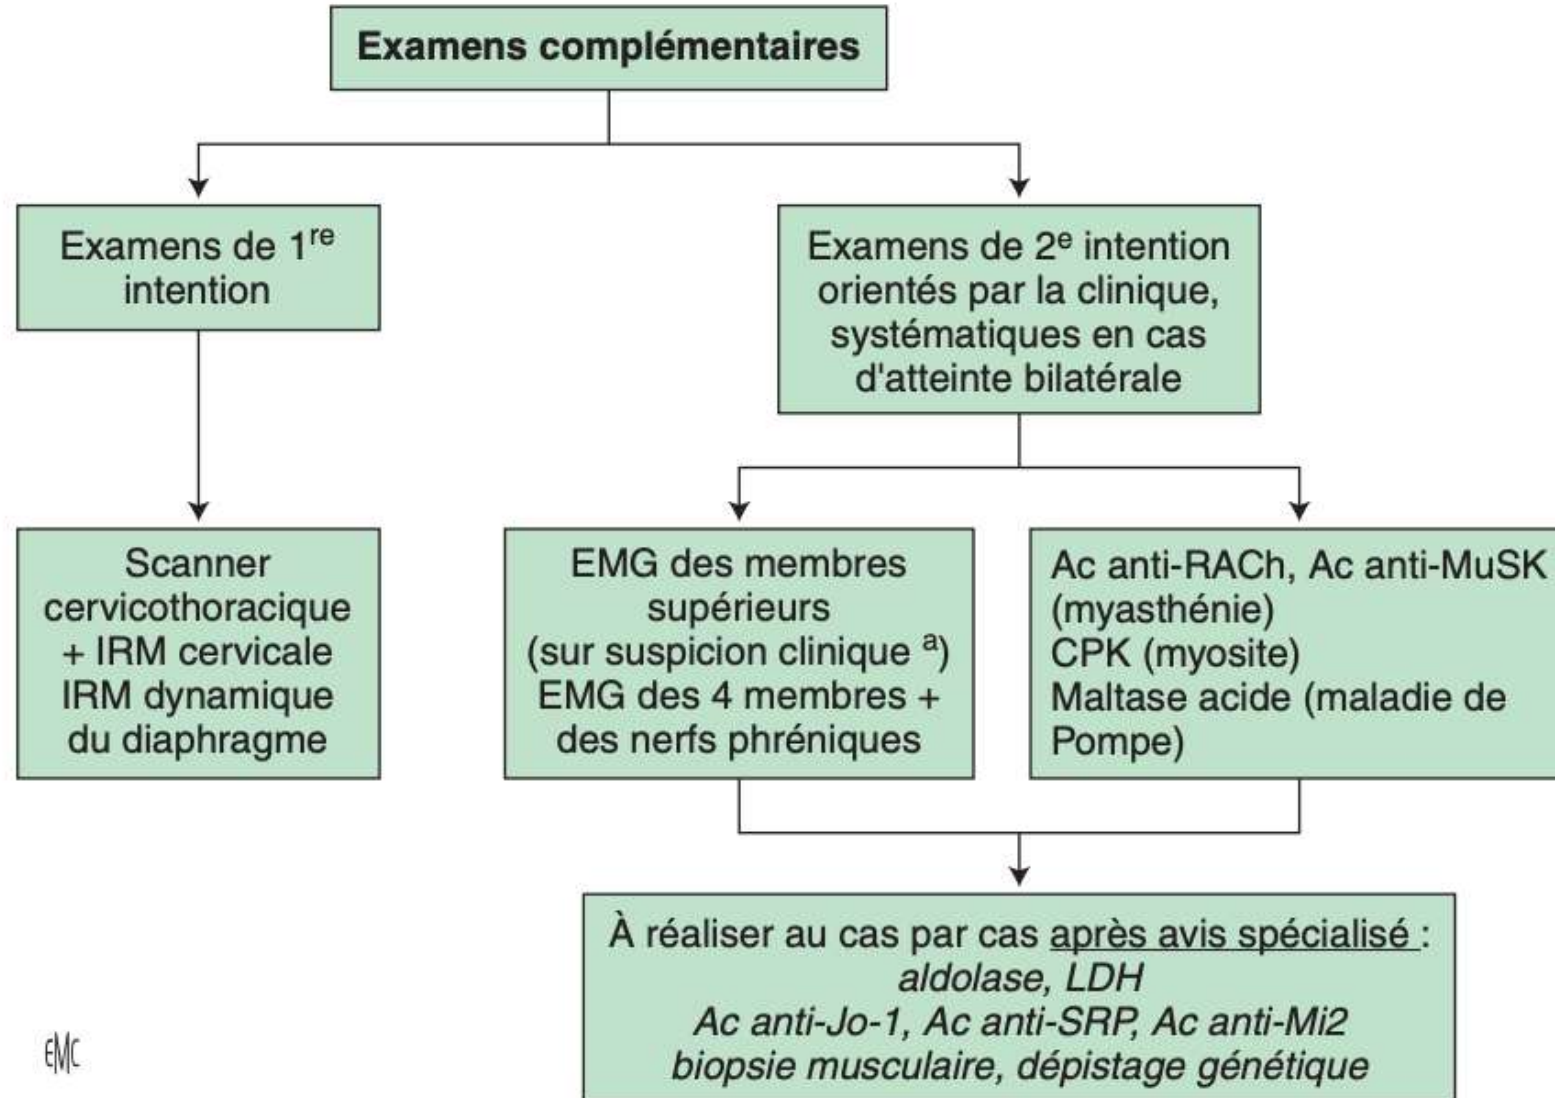 Examens complémentaires
Examens de 1re
intention
Examens de 2e intention
orientés par la clinique,
systématiques en cas
d'atteinte bilatérale
Scanner
cervicothoracique
+ IRM cervicale
IRM dynamique
du diaphragme
EMG des membres
supérieurs
(sur suspicion clinique a)
EMG des 4 membres +
des nerfs phréniques
Ac anti-RACh, Ac anti-MuSK
(myasthénie)
CPK (myosite)
Maltase acide (maladie de
Pompe)
À réaliser au cas par cas après avis spécialisé :
aldolase, LDH
Ac anti-Jo-1, Ac anti-SRP, Ac anti-Mi2
biopsie musculaire, dépistage génétique
EMC